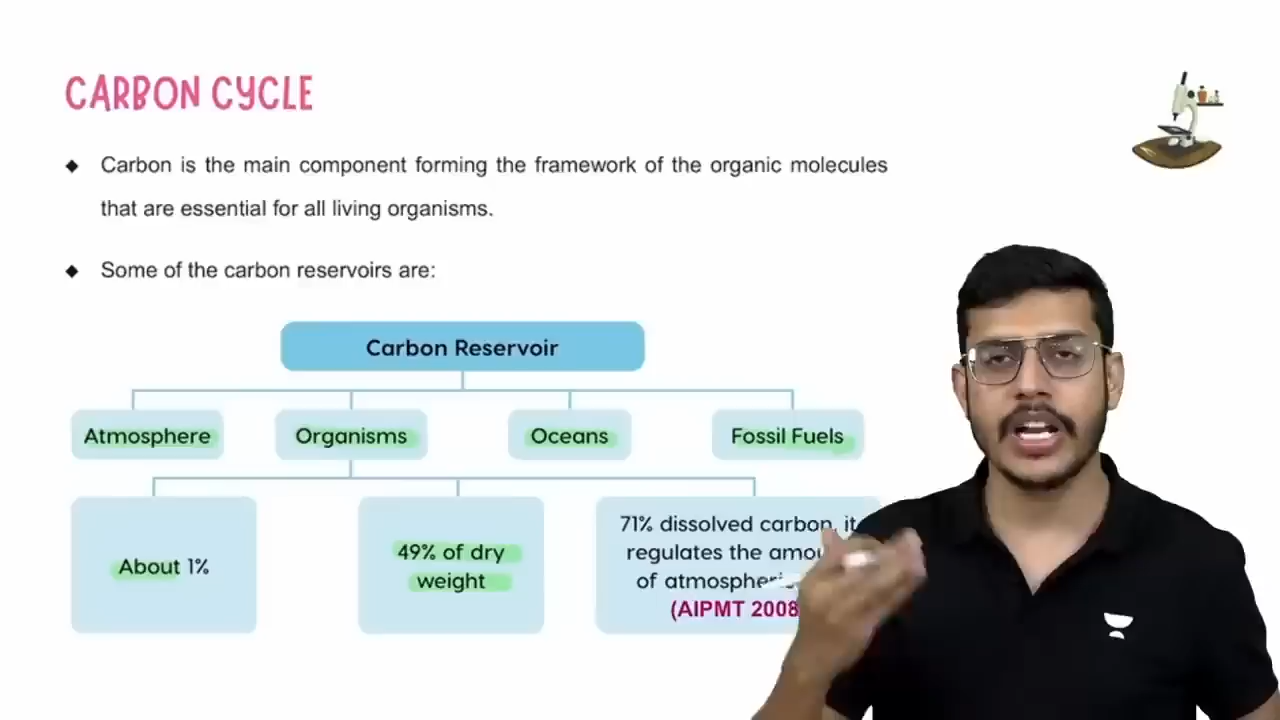 CARBON CYCLE
◆ Carbon is the main component forming the framework of the organic molecules
that are essential for all living organisms.
◆ Some of the carbon reservoirs are:
Carbon Reservoir
Atmosphere
Organisms
Oceans
Fossil Fuels
About 1%
49% of dry
weight
71% dissolved carbon, it
regulates the
of
(AIPMT 2008